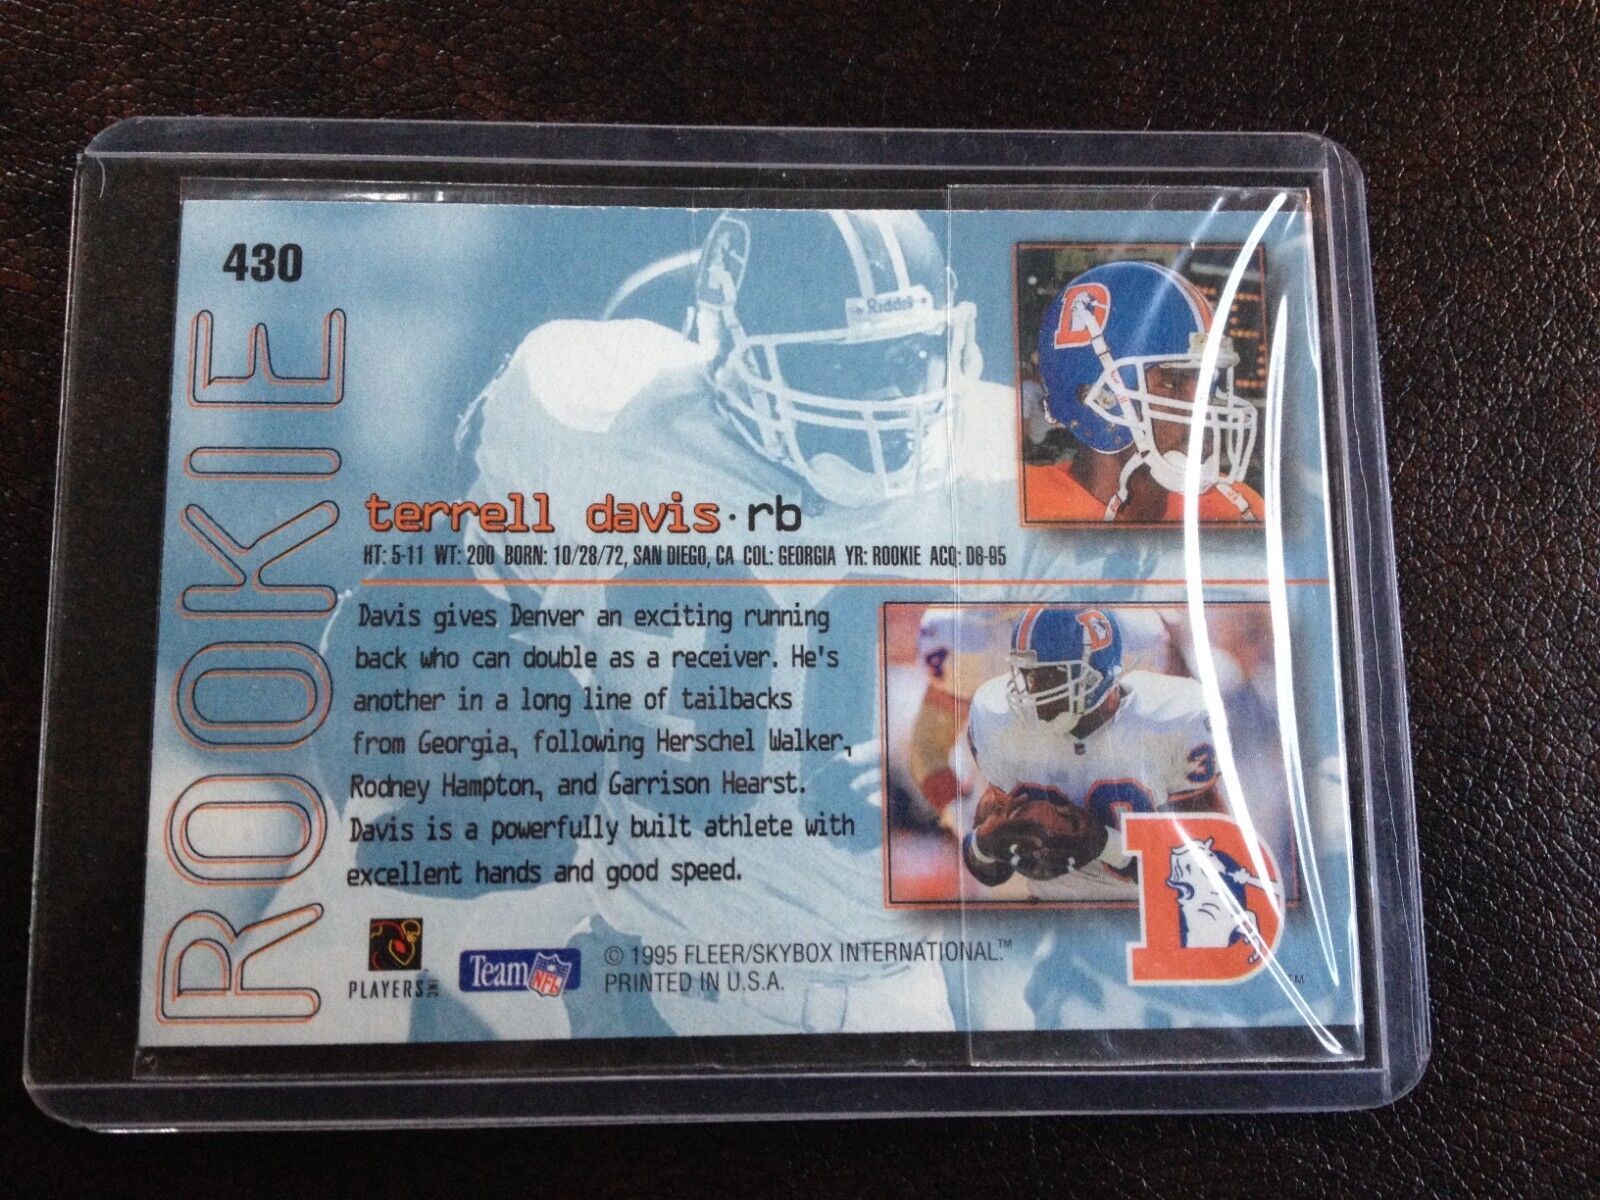 430
ROOKIE
Riddell
terrell davis · rb
HT: 5-11 WT: 200 BORN: 10/28/72, SAN DIEGO, CA COL: GEORGIA YR: ROOKIE ACQ: D6-95
Davis gives Denver an exciting running
back who can double as a receiver. He's
another in a long line of tailbacks
from Georgia, following Herschel Walker,
Rodney Hampton, and Garrison Hearst.
Davis is a powerfully built athlete with
excellent hands and good speed.
PLAYERS INC
Team NFL
© 1995 FLEER/SKYBOX INTERNATIONAL.™
PRINTED IN U.S.A.
D
TM